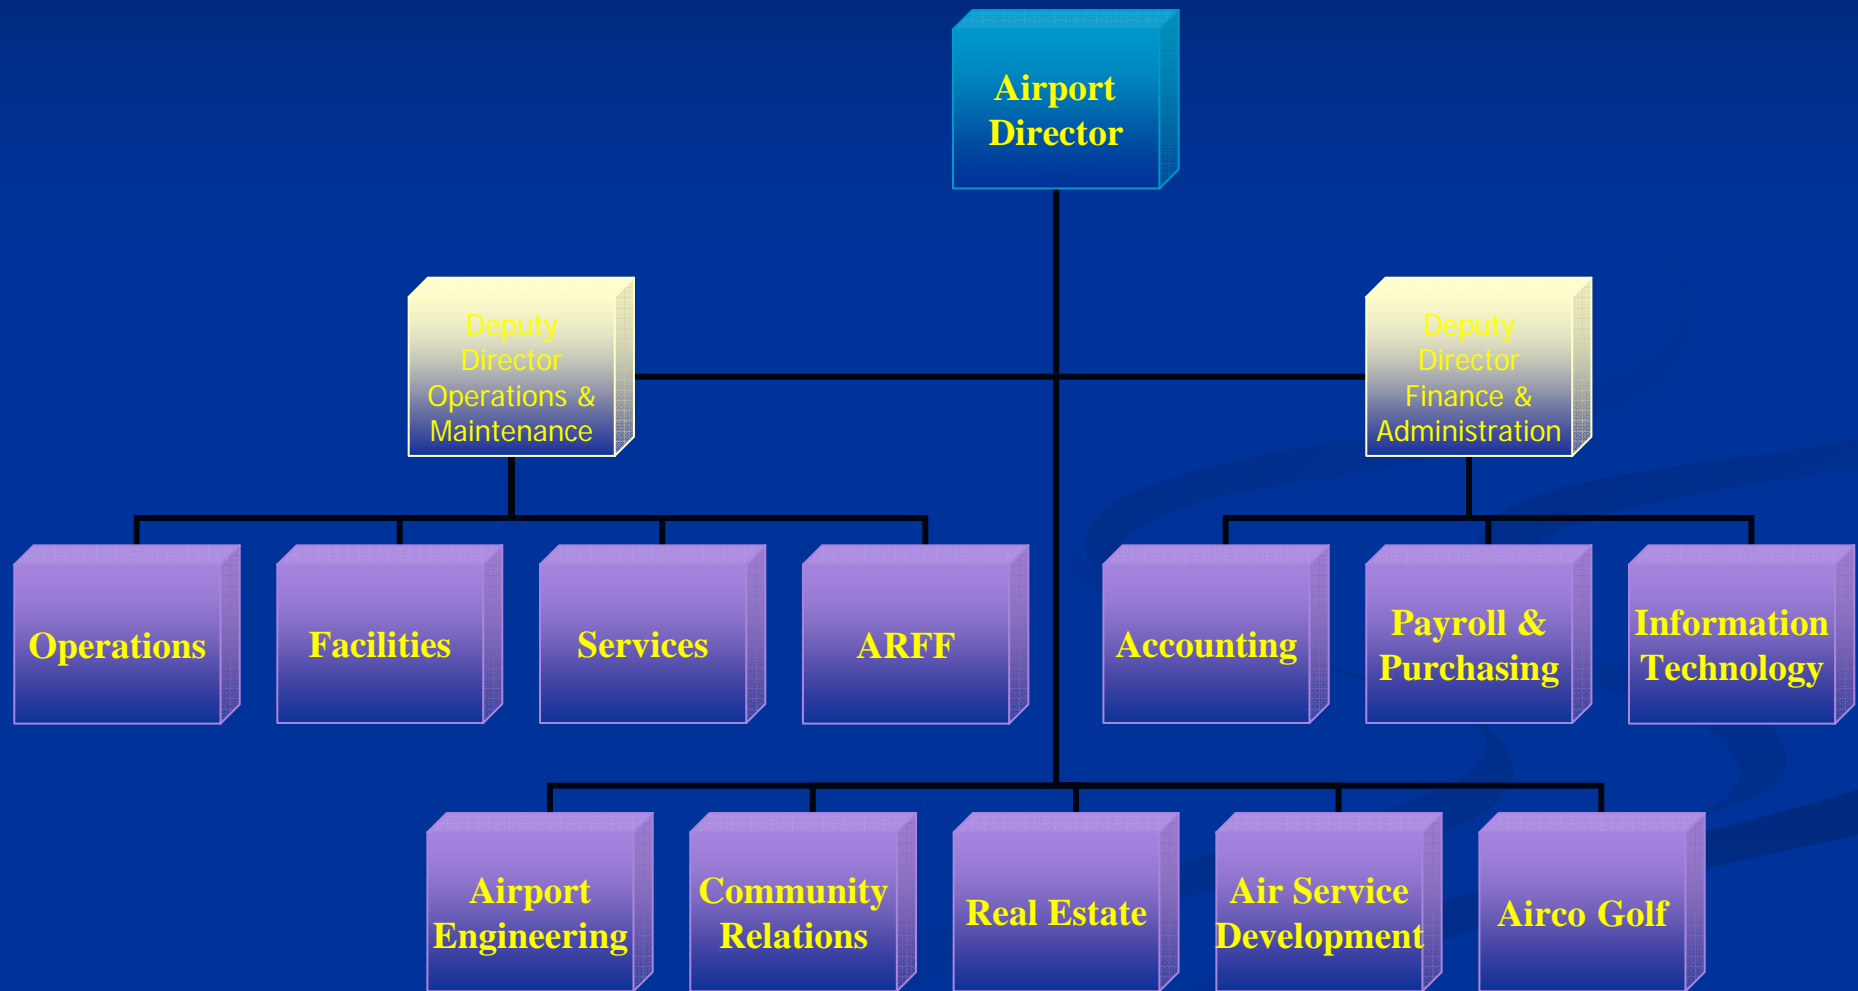 Airport
Director
Deputy
Director
Operations &
Maintenance
Deputy
Director
Finance &
Administration
Operations
Facilities
Services
ARFF
Accounting
Payroll &
Purchasing
Information
Technology
Airport
Engineering
Community
Relations
Real Estate
Air Service
Development
Airco Golf